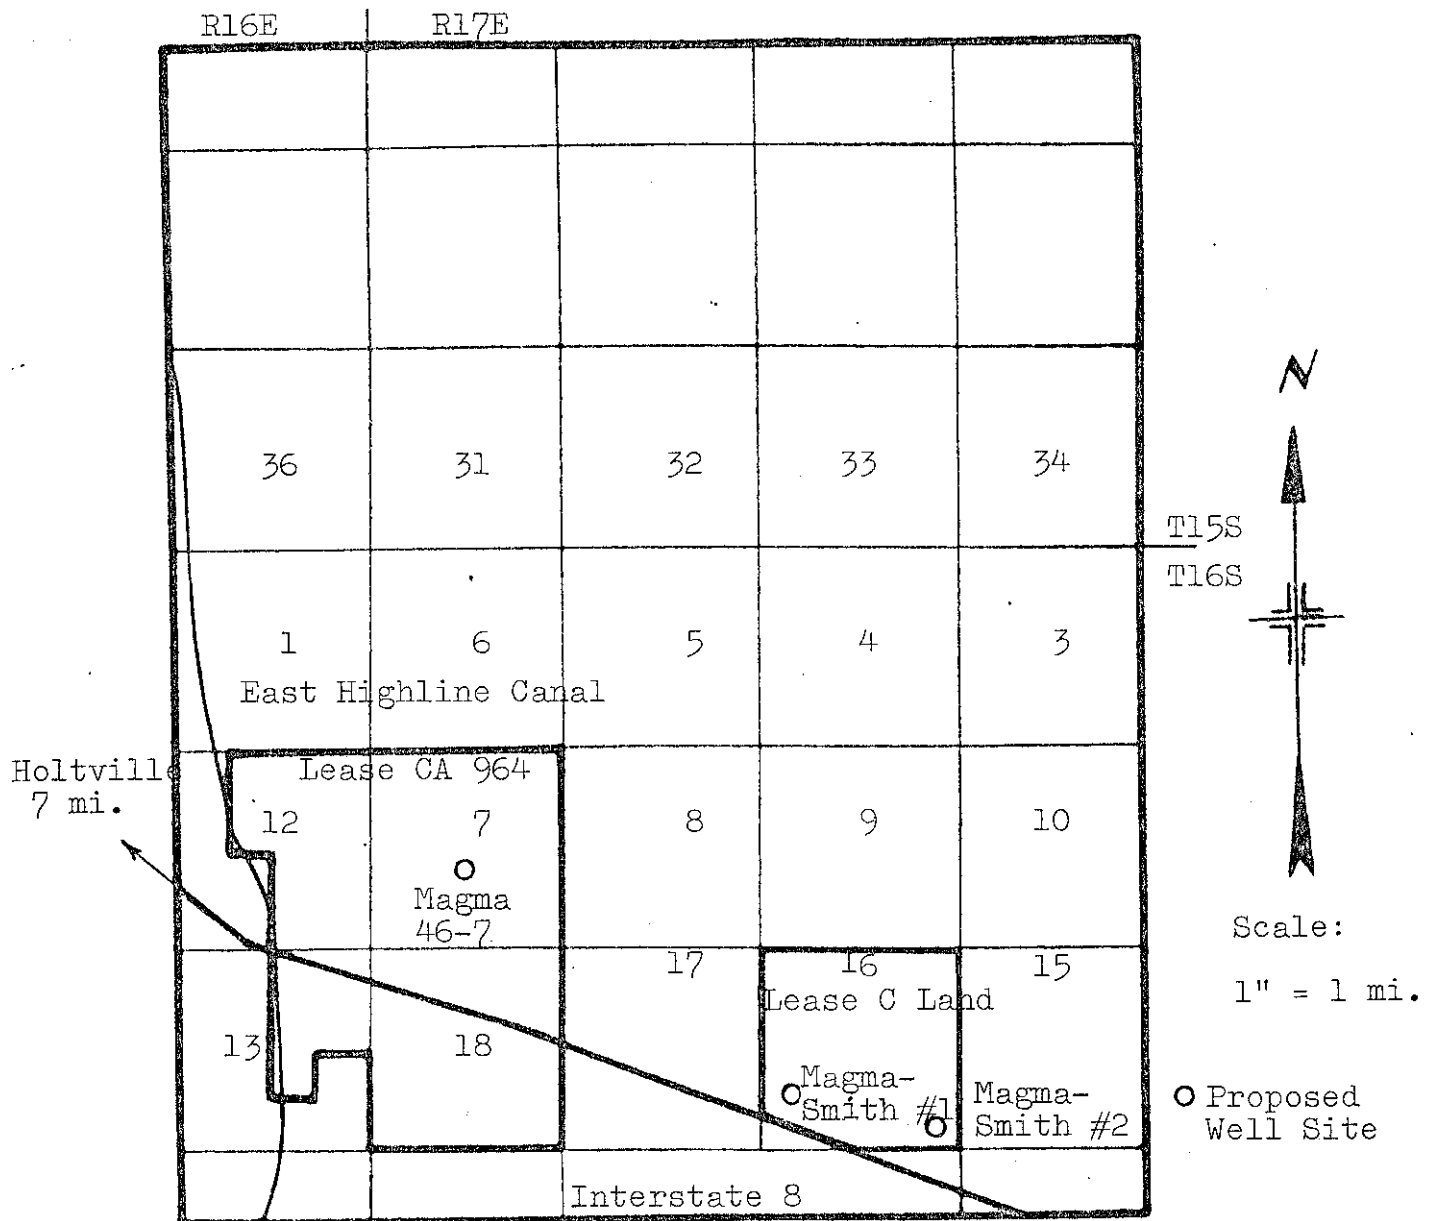 R16E
R17E
36
31
32
33
34
T15S
T16S
1
6
5
4
3
East Highline Canal
Holtville
7 mi.
Lease CA 964
12
7
8
9
10
Magma
46-7
17
16
15
Lease C Land
13
18
Magma-
Smith #1
Magma-
Smith #2
Interstate 8
N
Scale:
1" = 1 mi.
Proposed
Well Site